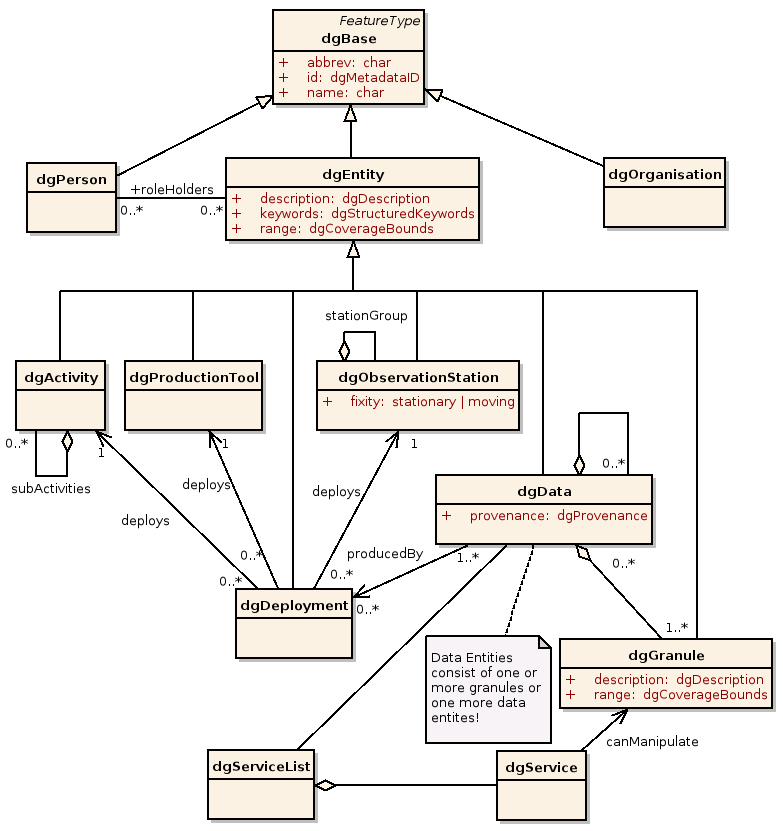 FeatureType
dgBase
+ abbrev: char
+ id: dgMetadataID
+ name: char
dgPerson
+roleHolders
0..*
0..*
dgEntity
+ description: dgDescription
+ keywords: dgStructuredKeywords
+ range: dgCoverageBounds
dgOrganisation
stationGroup
dgActivity
dgProductionTool
dgObservationStation
+ fixity: stationary | moving
0..*
1
subActivities
1
1
deploys
deploys
deploys
0..*
dgData
+ provenance: dgProvenance
producedBy
1..*
0..*
0..*
0..*
0..*
0..*
1..*
dgDeployment
Data Entities
consist of one or
more granules or
one more data
entites!
dgGranule
+ description: dgDescription
+ range: dgCoverageBounds
canManipulate
dgServiceList
dgService